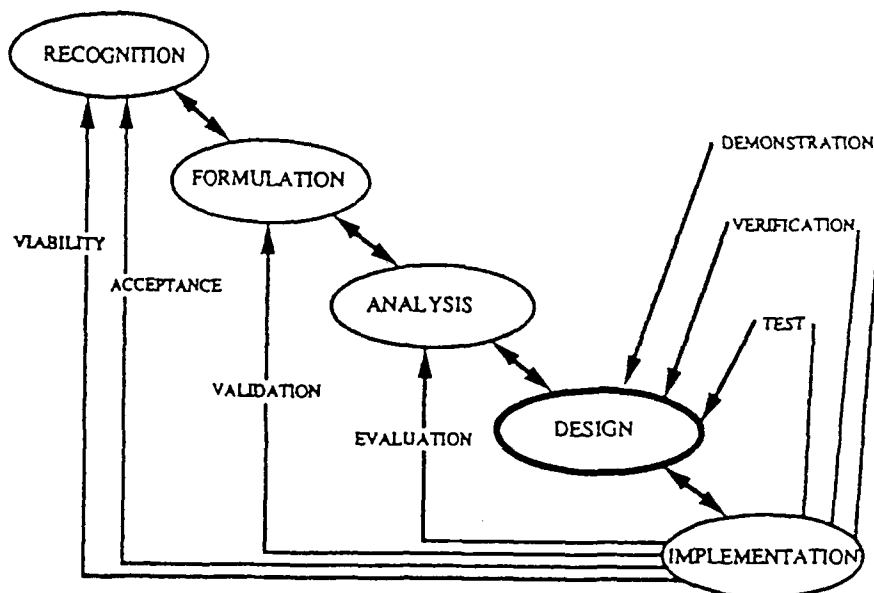 RECOGNITION
DEMONSTRATION
FORMULATION
VERIFICATION
VIABILITY
ACCEPTANCE
ANALYSIS
TEST
VALIDATION
EVALUATION
DESIGN
IMPLEMENTATION